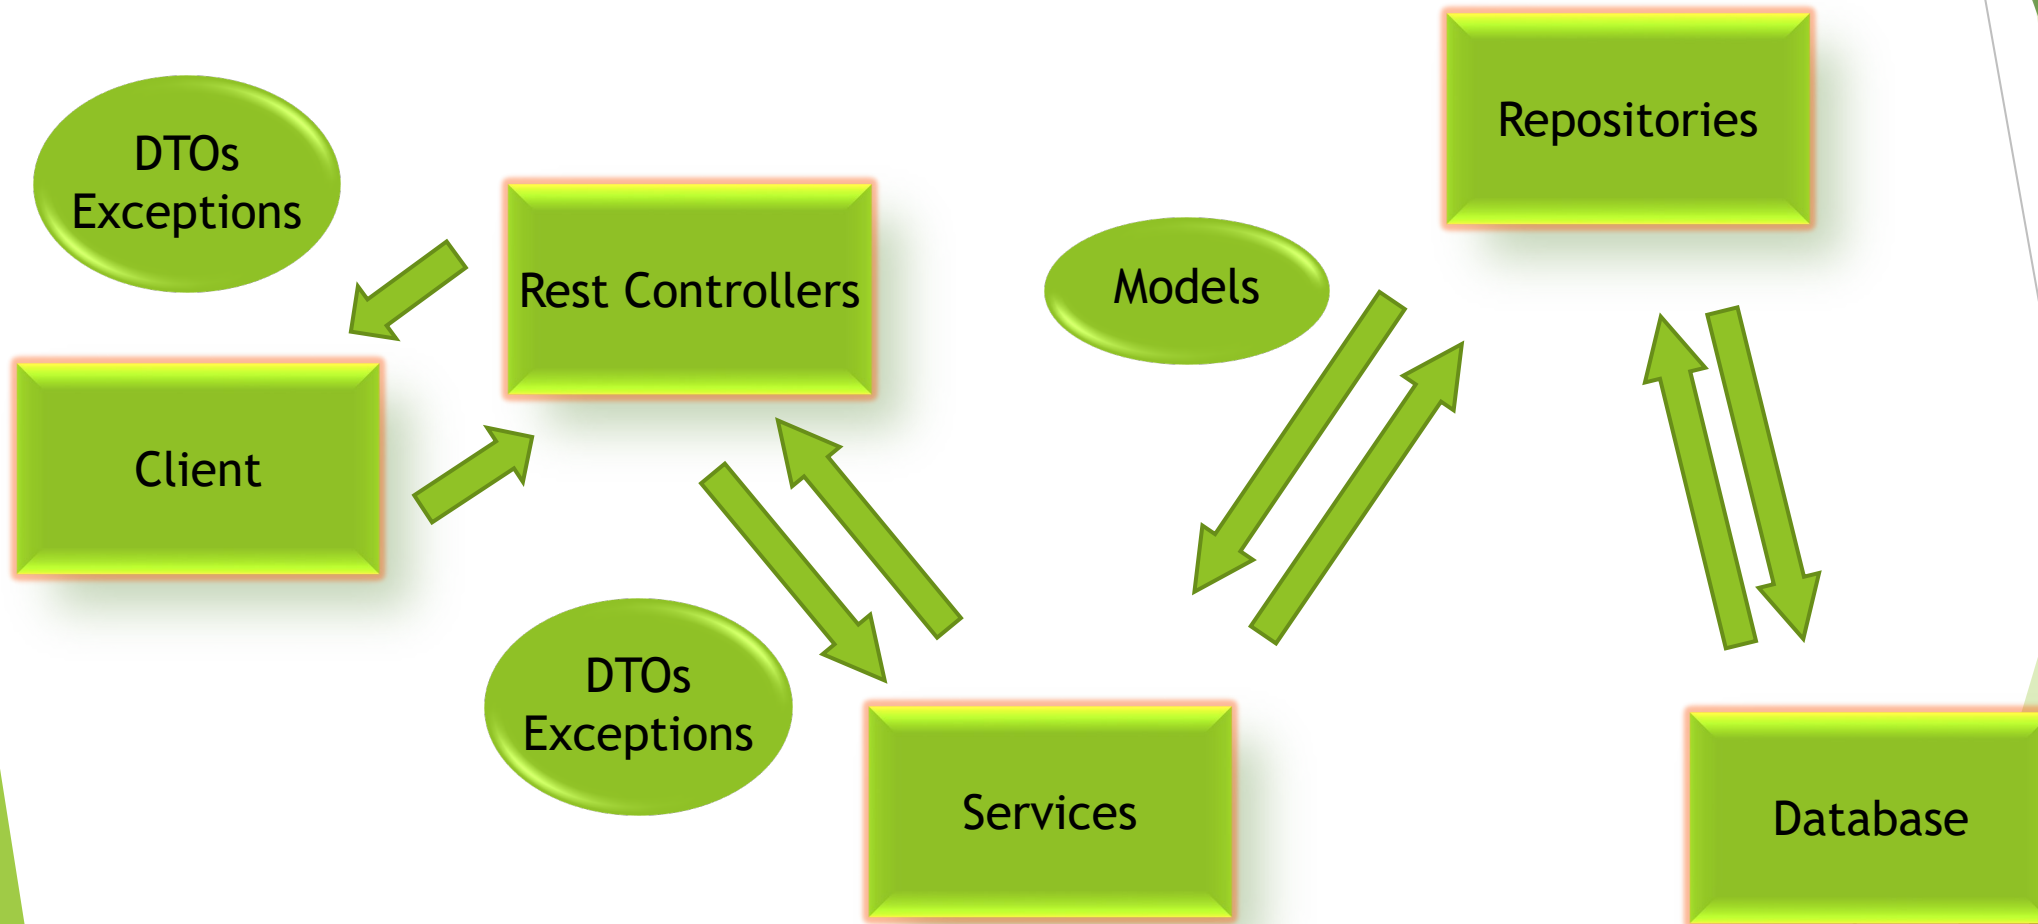 DTOs
Exceptions
Client
Rest Controllers
DTOs
Exceptions
Services
Models
Repositories
Database